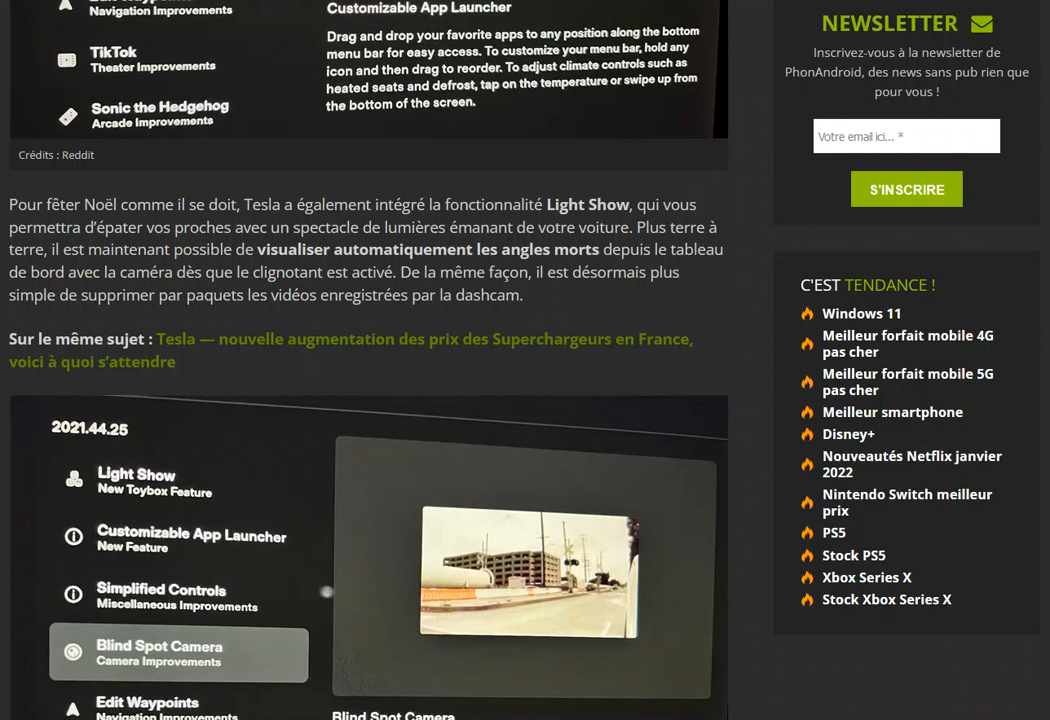 Navigation Improvements
TikTok
Theater Improvements
Sonic the Hedgehog
Arcade Improvements
Customizable App Launcher
Drag and drop your favorite apps to any position along the bottom
menu bar for easy access. To customize your menu bar, hold any
icon and then drag to reorder. To adjust climate controls such as
heated seats and defrost, tap on the temperature or swipe up from
the bottom of the screen.
Crédits : Reddit
Pour fêter Noël comme il se doit, Tesla a également intégré la fonctionnalité Light Show, qui vous
permettra d'épater vos proches avec un spectacle de lumières émanant de votre voiture. Plus terre à
terre, il est maintenant possible de visualiser automatiquement les angles morts depuis le tableau
de bord avec la caméra dès que le clignotant est activé. De la même façon, il est désormais plus
simple de supprimer par paquets les vidéos enregistrées par la dashcam.
Sur le même sujet : Tesla — nouvelle augmentation des prix des Superchargeurs en France,
voici à quoi s'attendre
2021.44.25
Light Show
New Toybox Feature
Customizable App Launcher
New Feature
Simplified Controls
Miscellaneous Improvements
Blind Spot Camera
Camera Improvements
Edit Waypoints
Navigation Improvements
Blind Spot Camera
NEWSLETTER
Inscrivez-vous à la newsletter de
PhonAndroid, des news sans pub rien que
pour vous !
Votre email ici... *
S'INSCRIRE
C'EST TENDANCE !
Windows 11
Meilleur forfait mobile 4G
pas cher
Meilleur forfait mobile 5G
pas cher
Meilleur smartphone
Disney+
Nouveautés Netflix janvier
2022
Nintendo Switch meilleur
prix
PS5
Stock PS5
Xbox Series X
Stock Xbox Series X